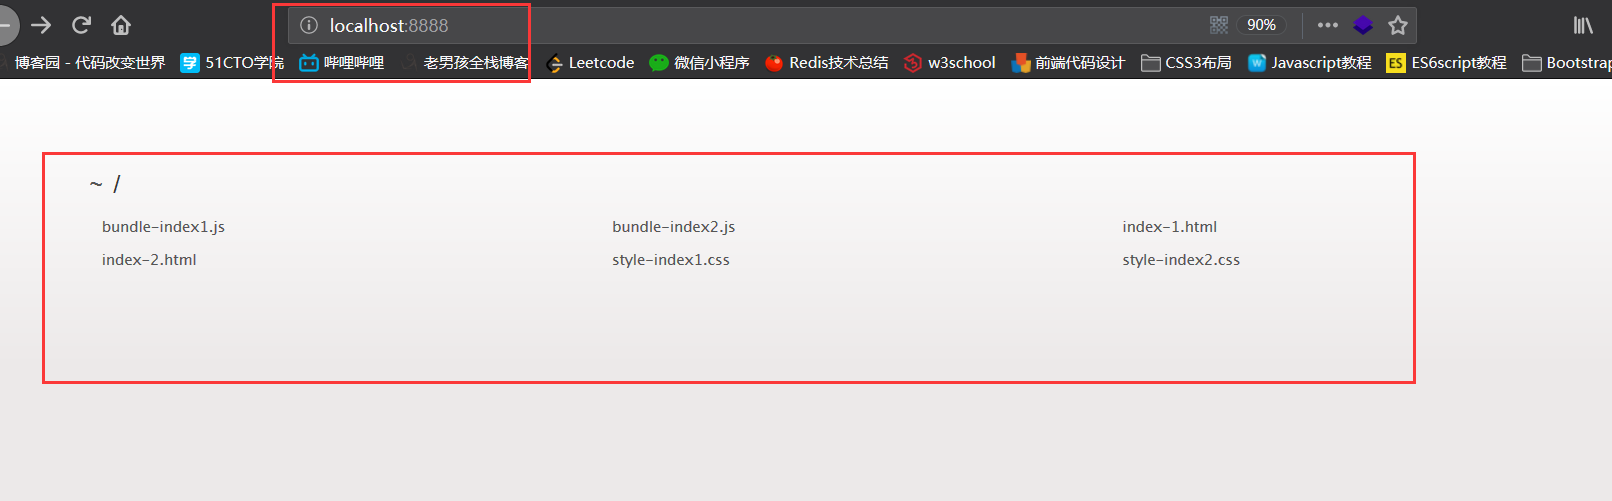 localhost:8888 90%
博客园 - 代码改变世界 51CTO学院 哔哩哔哩 老男孩全栈博客 Leetcode 微信小程序 Redis技术总结 w3school 前端代码设计 CSS3布局 Javascript教程 ES6script教程 Bootstrap
~ /
bundle-index1.js bundle-index2.js index-1.html
index-2.html style-index1.css style-index2.css